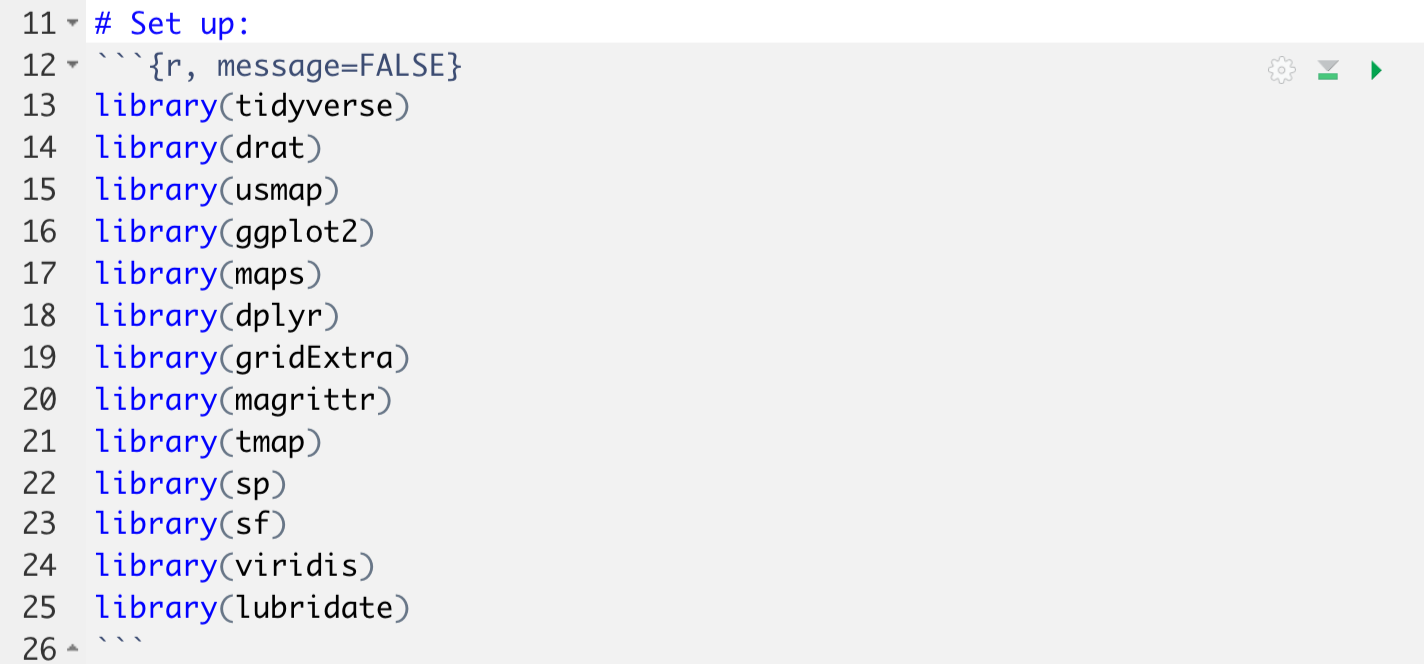 11 # Set up:
12 ```{r, message=FALSE}
13 library(tidyverse)
14 library(drat)
15 library(usmap)
16 library(ggplot2)
17 library(maps)
18 library(dplyr)
19 library(gridExtra)
20 library(magrittr)
21 library(tmap)
22 library(sp)
23 library(sf)
24 library(viridis)
25 library(lubridate)
26 ```